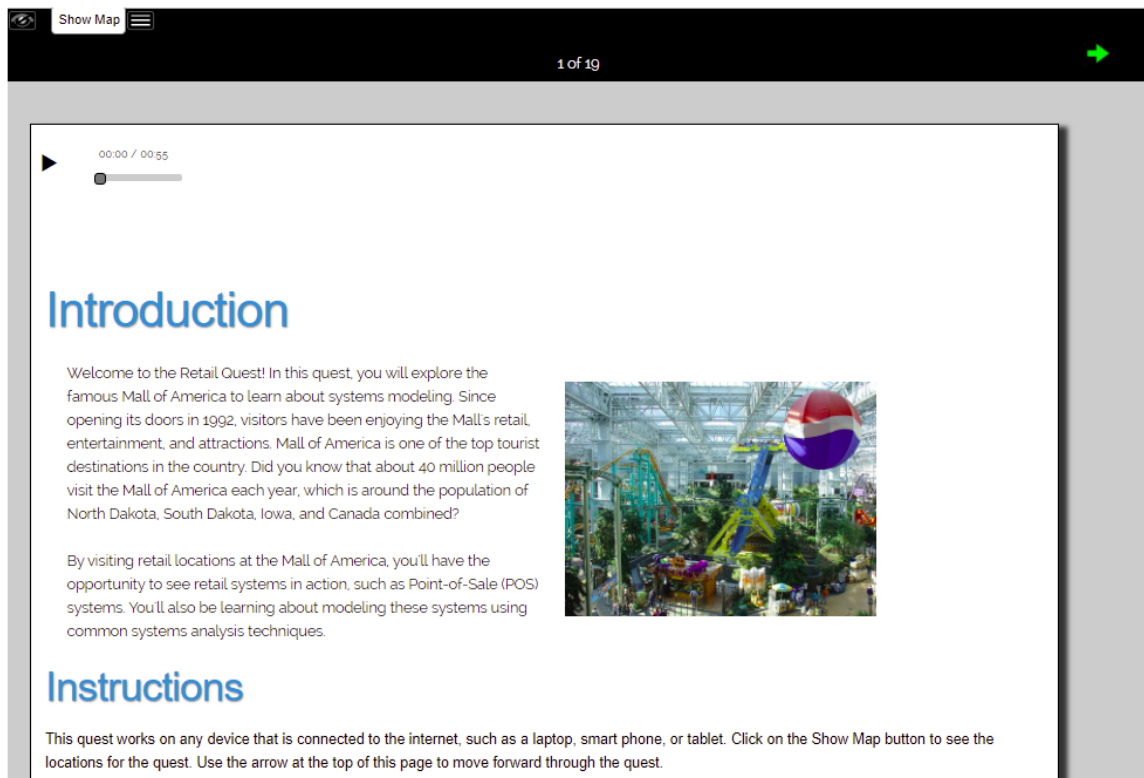 Show Map
1 of 19
00:00 / 00:55
Introduction
Welcome to the Retail Quest! In this quest, you will explore the
famous Mall of America to learn about systems modeling. Since
opening its doors in 1992, visitors have been enjoying the Mall's retail,
entertainment, and attractions. Mall of America is one of the top tourist
destinations in the country. Did you know that about 40 million people
visit the Mall of America each year, which is around the population of
North Dakota, South Dakota, Iowa, and Canada combined?
By visiting retail locations at the Mall of America, you'll have the
opportunity to see retail systems in action, such as Point-of-Sale (POS)
systems. You'll also be learning about modeling these systems using
common systems analysis techniques.
Instructions
This quest works on any device that is connected to the internet, such as a laptop, smart phone, or tablet. Click on the Show Map button to see the
locations for the quest. Use the arrow at the top of this page to move forward through the quest.